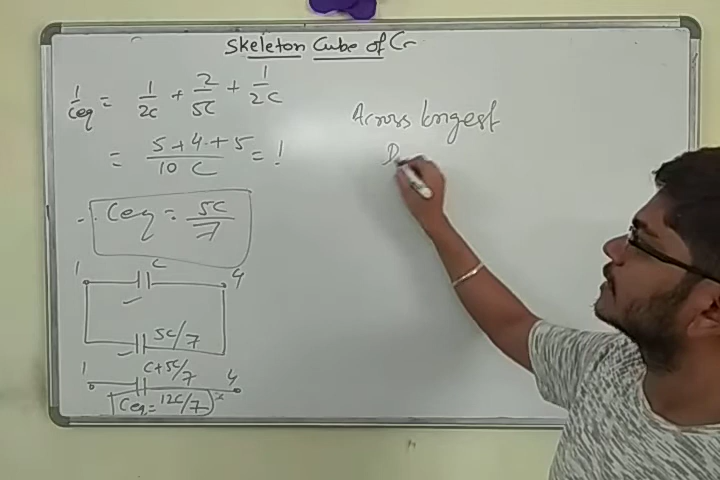 Skeleton Cube of C
1/Ceq = 1/2C + 2/5C + 1/2C
= 5+4+5/10 C = !
∴ Ceq = 5C/7
1 C 4
5C/7
1 C+5C/7 4
Ceq = 12C/7
Across longest
D